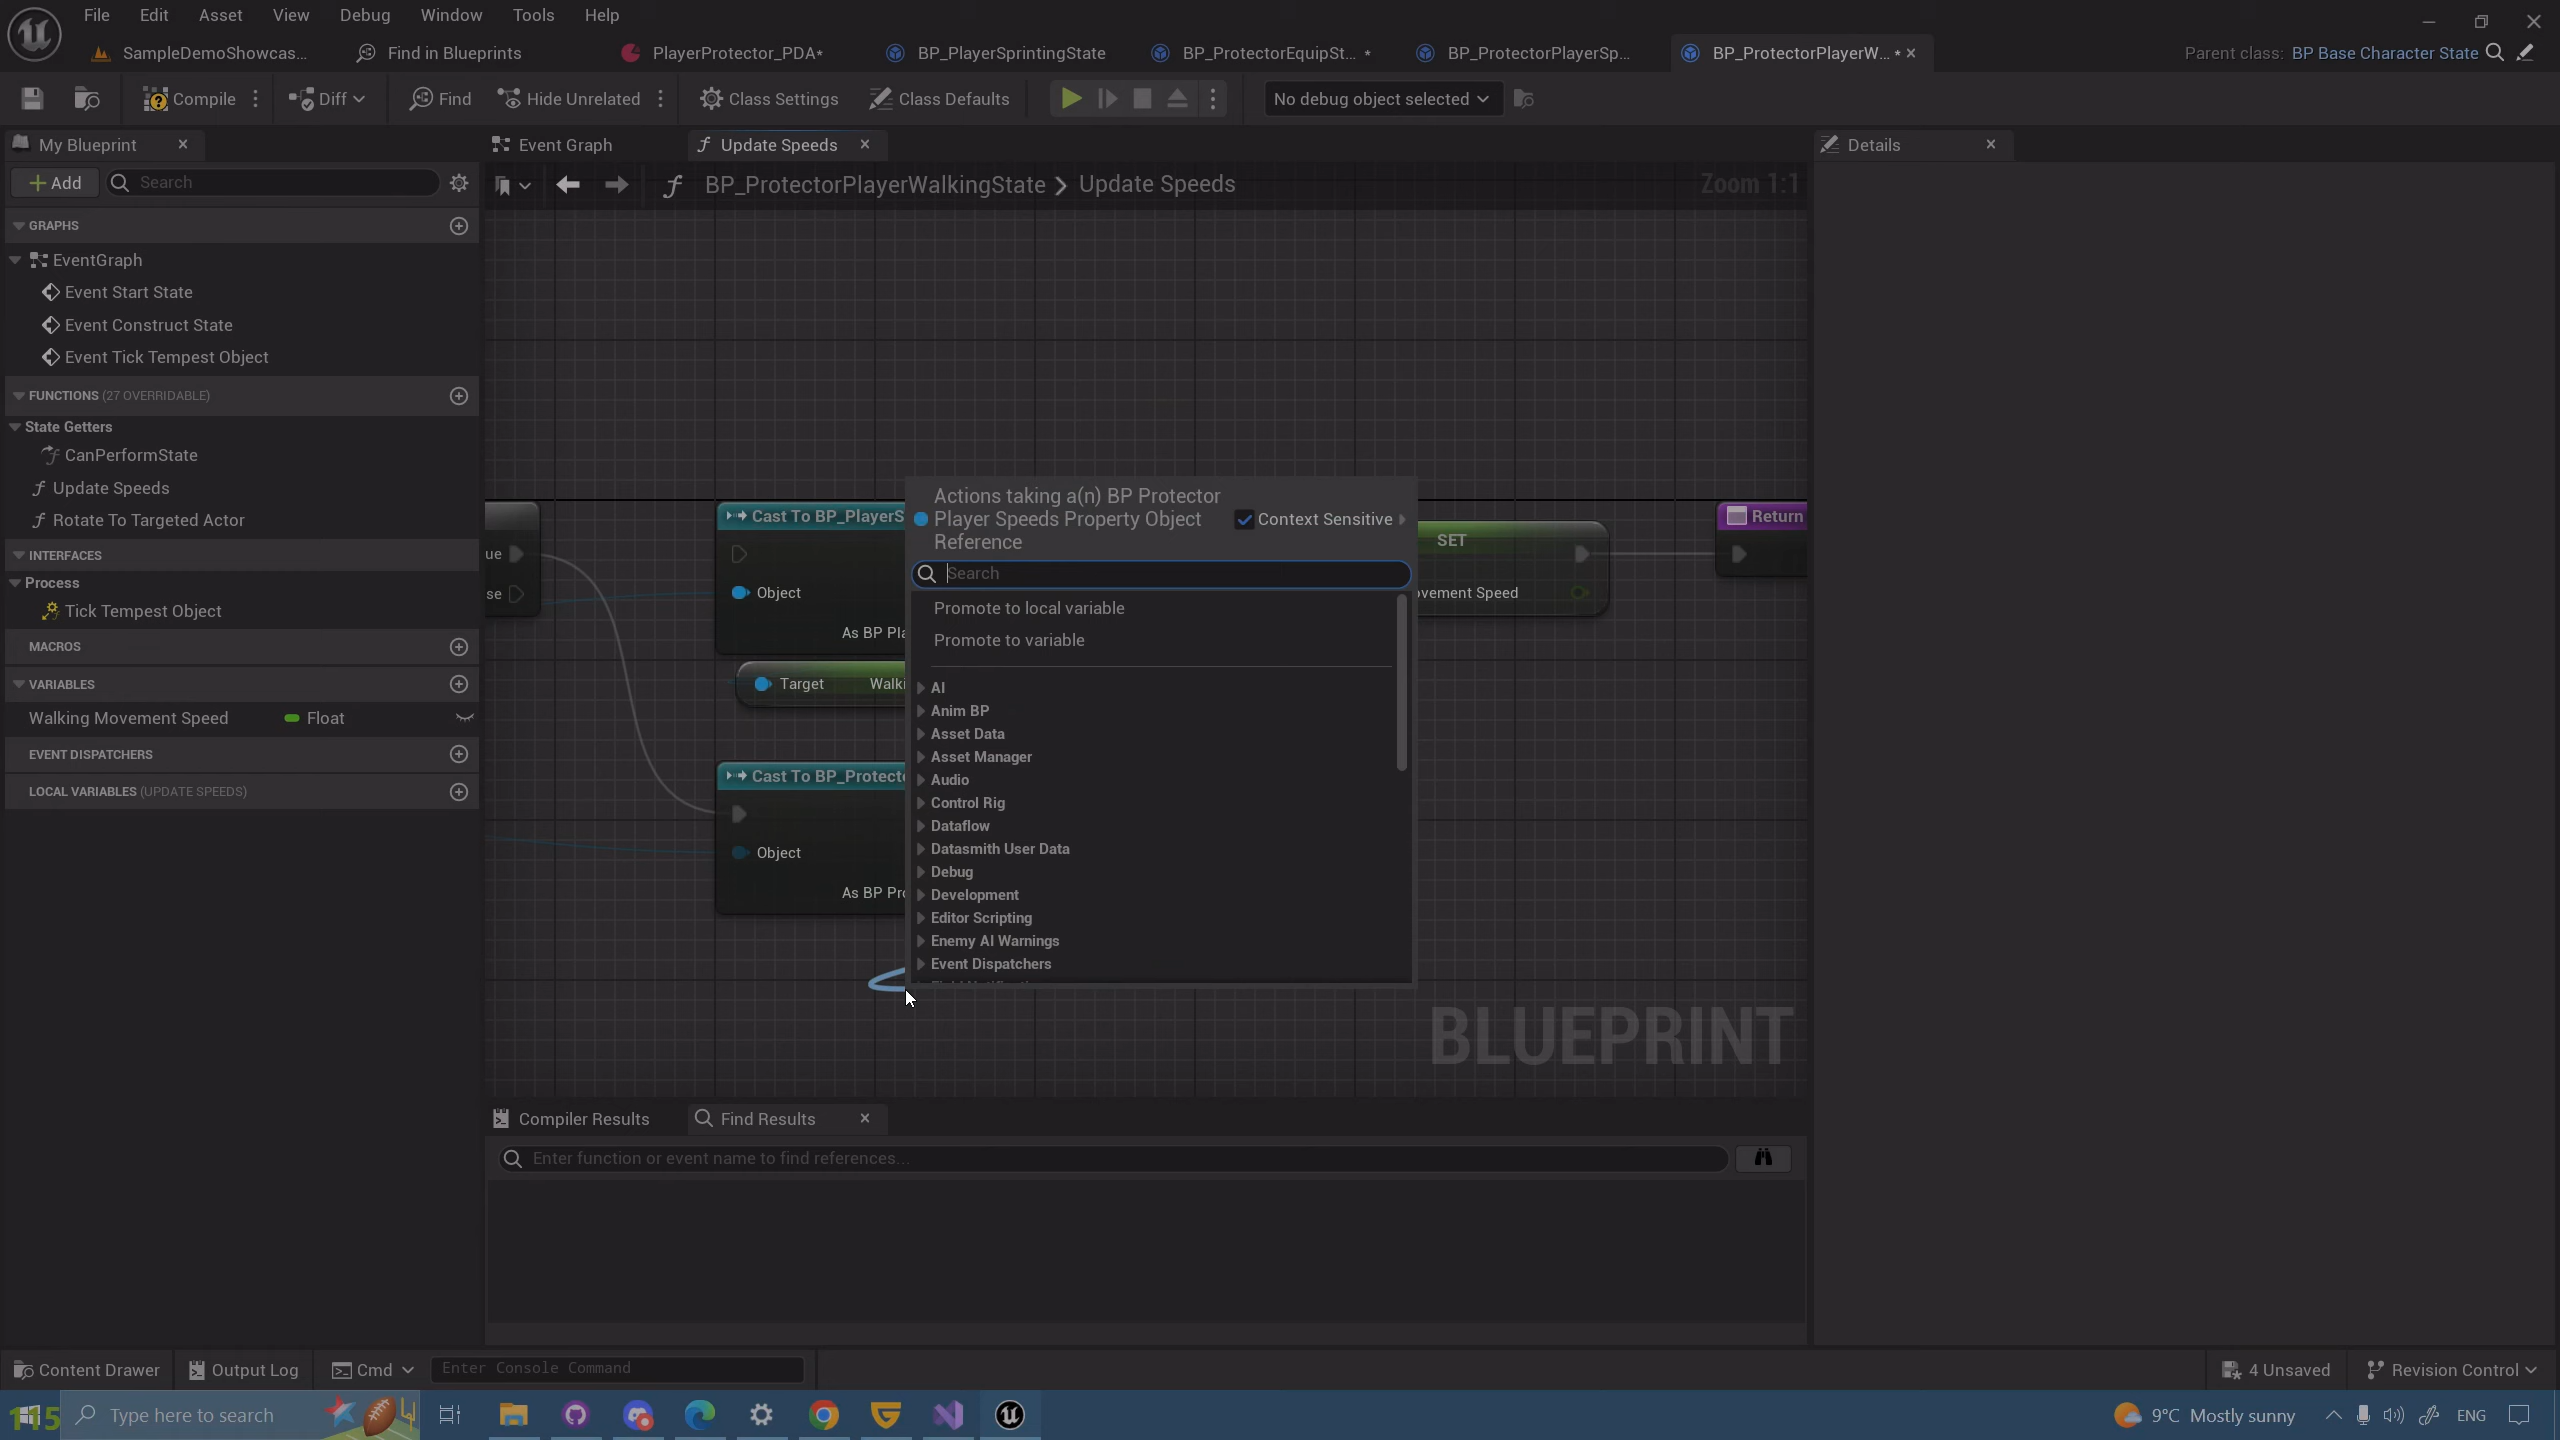 File Edit Asset View Debug Window Tools Help
SampleDemoShowcas... Find in Blueprints PlayerProtector_PDA* BP_PlayerSprintingState BP_ProtectorEquipSt... * BP_ProtectorPlayerSp... BP_ProtectorPlayerW... * Parent class: BP Base Character State
Compile Diff Find Hide Unrelated Class Settings Class Defaults No debug object selected
My Blueprint Event Graph Update Speeds Details
Add Search BP_ProtectorPlayerWalkingState Update Speeds Zoom 1:1
GRAPHS
EventGraph
Event Start State
Event Construct State
Event Tick Tempest Object
FUNCTIONS (27 OVERRIDABLE)
State Getters
CanPerformState
Update Speeds
Rotate To Targeted Actor
INTERFACES
Process
Tick Tempest Object
MACROS
VARIABLES
Walking Movement Speed Float
EVENT DISPATCHERS
LOCAL VARIABLES (UPDATE SPEEDS)
ue
se
Cast To BP_PlayerS
Object
As BP Pla
Target Walki
Cast To BP_Protecto
Object
As BP Pro
Actions taking a(n) BP Protector
Player Speeds Property Object
Reference
Context Sensitive
Search
Promote to local variable
Promote to variable
AI
Anim BP
Asset Data
Asset Manager
Audio
Control Rig
Dataflow
Datasmith User Data
Debug
Development
Editor Scripting
Enemy AI Warnings
Event Dispatchers
SET
ovement Speed
Return
BLUEPRINT
Compiler Results Find Results
Enter function or event name to find references...
Content Drawer Output Log Cmd Enter Console Command 4 Unsaved Revision Control
115 Type here to search 9°C Mostly sunny ENG